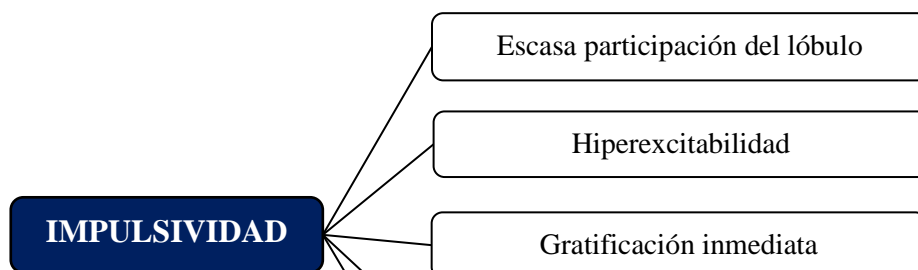 Escasa participación del lóbulo
Hiperexcitabilidad
IMPULSIVIDAD
Gratificación inmediata